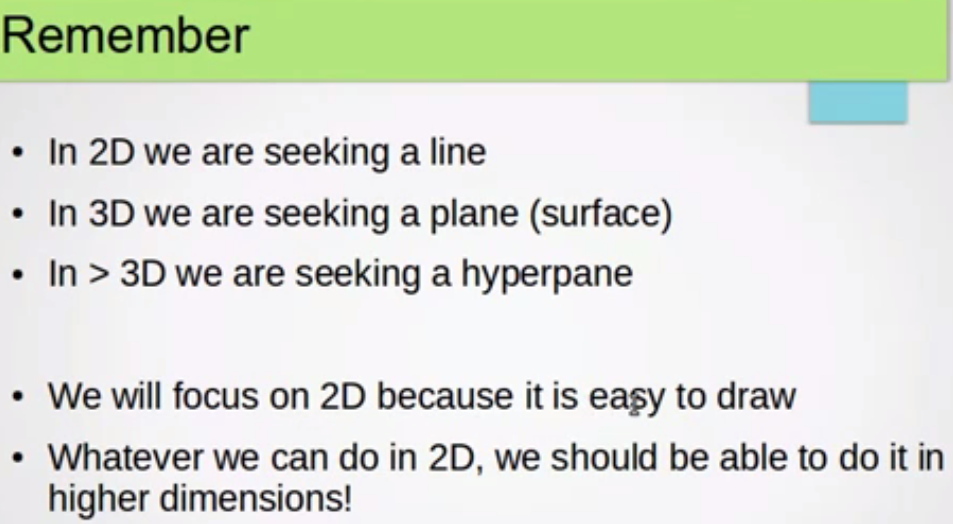 Remember
• In 2D we are seeking a line
• In 3D we are seeking a plane (surface)
• In > 3D we are seeking a hyperpane
• We will focus on 2D because it is easy to draw
• Whatever we can do in 2D, we should be able to do it in
higher dimensions!